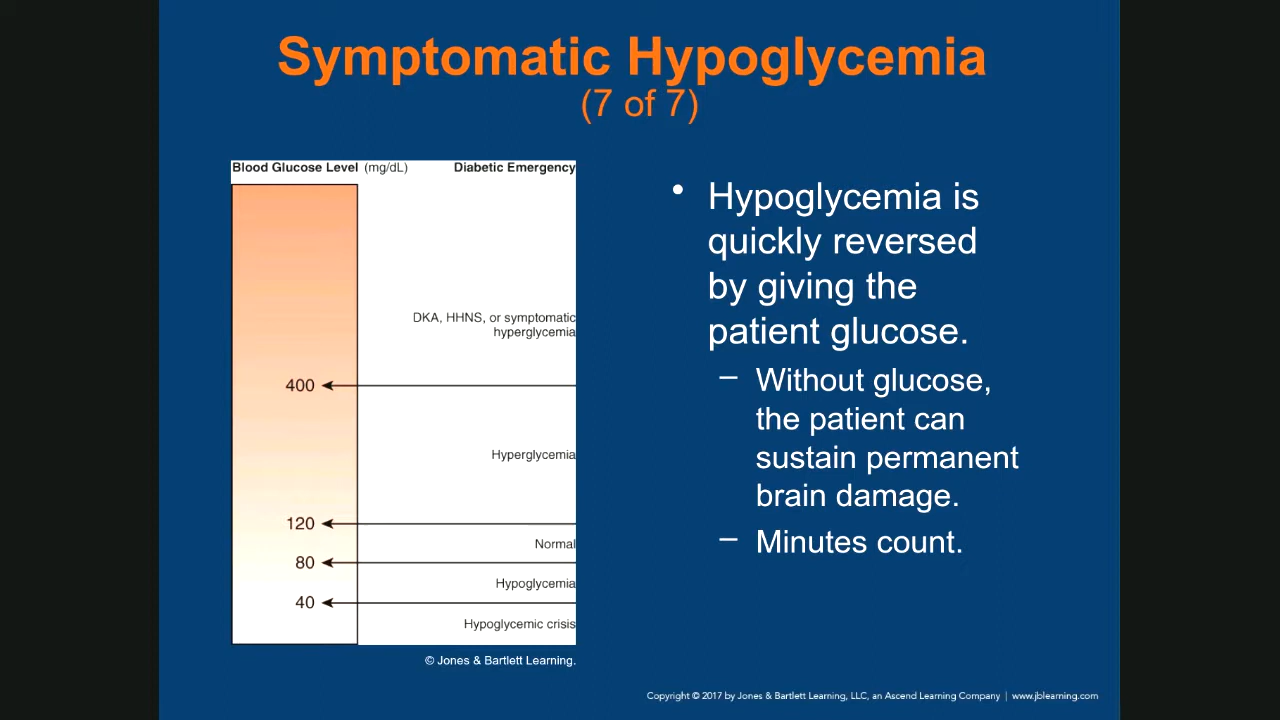 Symptomatic Hypoglycemia
(7 of 7)
Blood Glucose Level (mg/dL) Diabetic Emergency
DKA, HHNS, or symptomatic
hyperglycemia
400
Hyperglycemia
120
Normal
80
Hypoglycemia
40
Hypoglycemic crisis
© Jones & Bartlett Learning.
• Hypoglycemia is
quickly reversed
by giving the
patient glucose.
– Without glucose,
the patient can
sustain permanent
brain damage.
– Minutes count.
Copyright © 2017 by Jones & Bartlett Learning, LLC, an Ascend Learning Company | www.jblearning.com